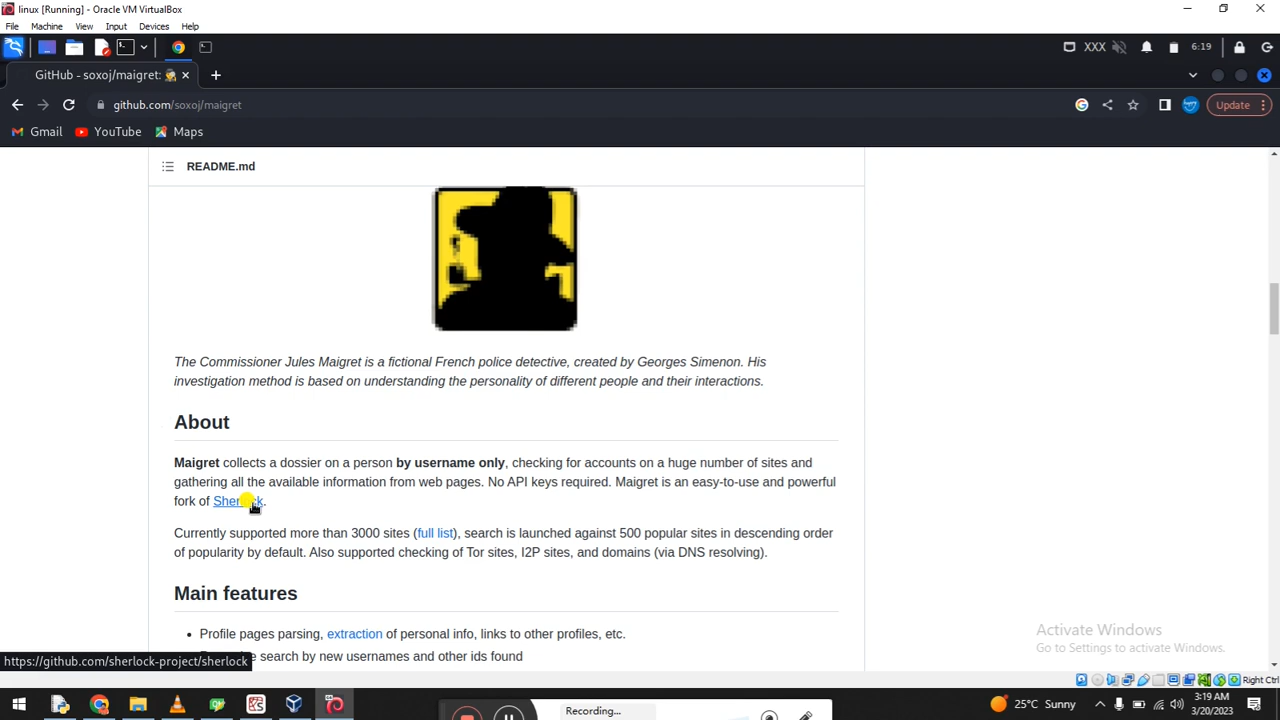 linux [Running] - Oracle VM VirtualBox
File Machine View Input Devices Help
XXX 6:19
GitHub - soxoj/maigret:
github.com/soxoj/maigret
Update
Gmail YouTube Maps
README.md
The Commissioner Jules Maigret is a fictional French police detective, created by Georges Simenon. His
investigation method is based on understanding the personality of different people and their interactions.
About
Maigret collects a dossier on a person by username only, checking for accounts on a huge number of sites and
gathering all the available information from web pages. No API keys required. Maigret is an easy-to-use and powerful
fork of Sherlock.
Currently supported more than 3000 sites (full list), search is launched against 500 popular sites in descending order
of popularity by default. Also supported checking of Tor sites, I2P sites, and domains (via DNS resolving).
Main features
Profile pages parsing, extraction of personal info, links to other profiles, etc.
search by new usernames and other ids found
Activate Windows
Go to Settings to activate Windows.
https://github.com/sherlock-project/sherlock
Right Ctrl
Recording...
25°C Sunny
3:19 AM
3/20/2023